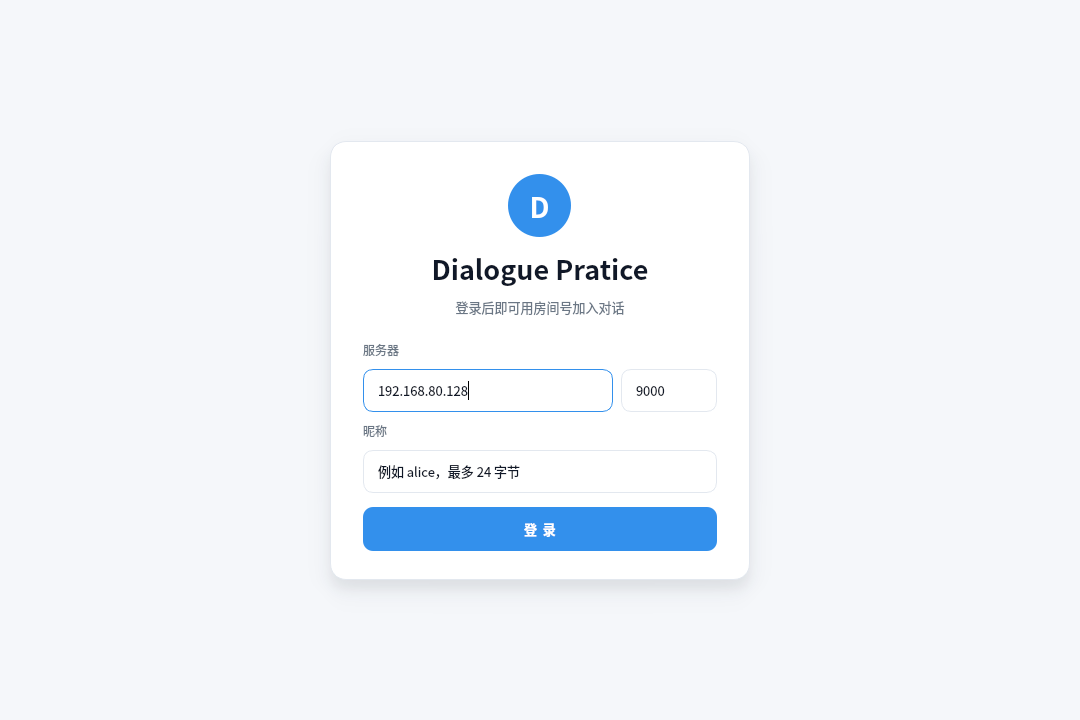 D
Dialogue Pratice
登录后即可用房间号加入对话
服务器
192.168.80.128 9000
昵称
例如 alice，最多 24 字节
登 录